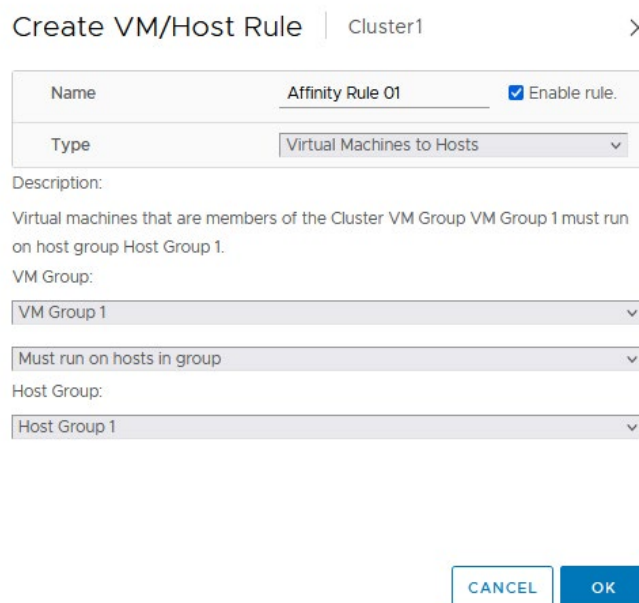 Create VM/Host Rule Cluster1
Name Affinity Rule 01 Enable rule.
Type Virtual Machines to Hosts
Description:
Virtual machines that are members of the Cluster VM Group VM Group 1 must run
on host group Host Group 1.
VM Group:
VM Group 1
Must run on hosts in group
Host Group:
Host Group 1
CANCEL OK